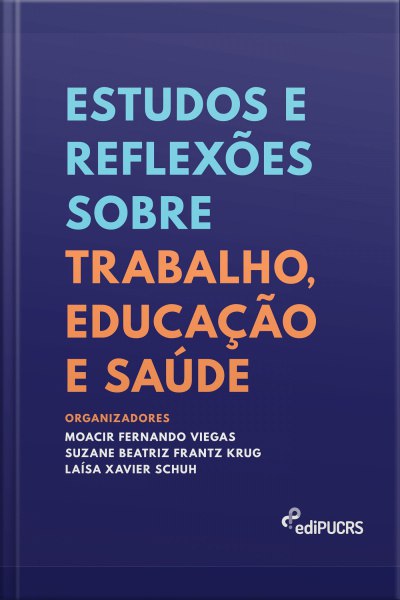 ESTUDOS E
REFLEXÕES
SOBRE
TRABALHO,
EDUCAÇÃO
E SAÚDE
ORGANIZADORES
MOACIR FERNANDO VIEGAS
SUZANE BEATRIZ FRANTZ KRUG
LAÍSA XAVIER SCHUH
ediPUCRS